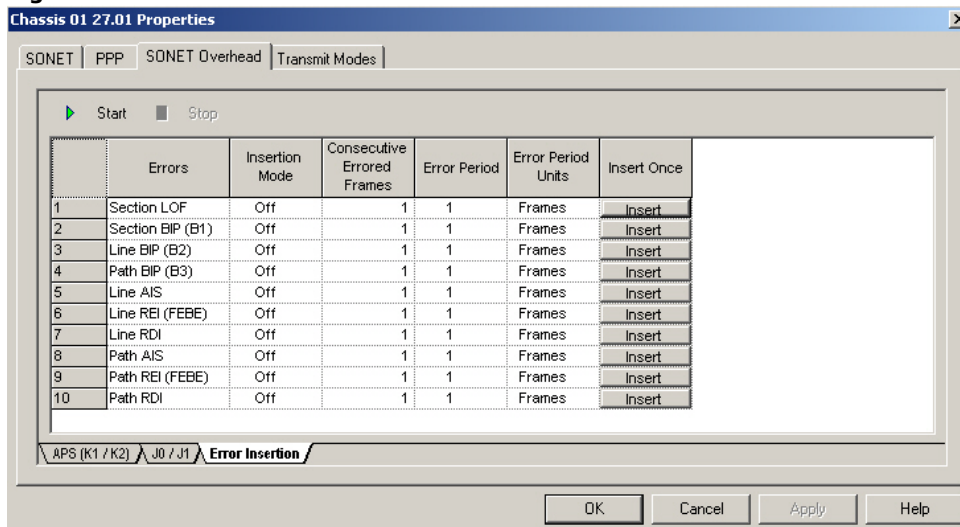 Chassis 01 27.01 Properties
SONET PPP SONET Overhead Transmit Modes
Start Stop
Errors Insertion Mode Consecutive Errored Frames Error Period Error Period Units Insert Once
1 Section LOF Off 1 1 Frames Insert
2 Section BIP (B1) Off 1 1 Frames Insert
3 Line BIP (B2) Off 1 1 Frames Insert
4 Path BIP (B3) Off 1 1 Frames Insert
5 Line AIS Off 1 1 Frames Insert
6 Line REI (FEBE) Off 1 1 Frames Insert
7 Line RDI Off 1 1 Frames Insert
8 Path AIS Off 1 1 Frames Insert
9 Path REI (FEBE) Off 1 1 Frames Insert
10 Path RDI Off 1 1 Frames Insert
APS (K1 / K2) J0 / J1 Error Insertion
OK Cancel Apply Help